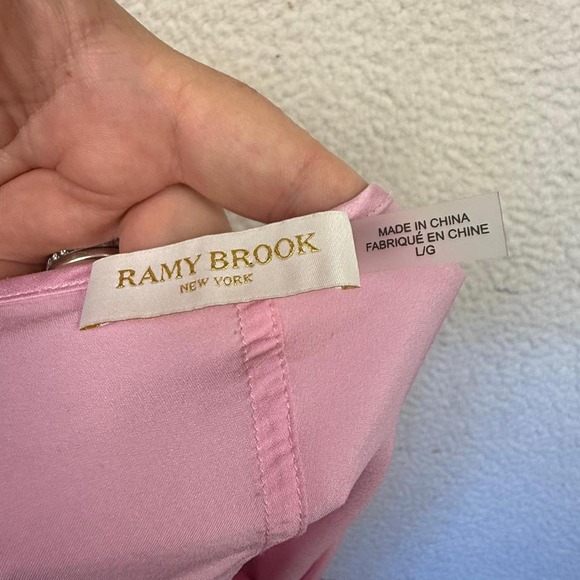 RAMY BROOK
NEW YORK
MADE IN CHINA
FABRIQUÉ EN CHINE
L/G